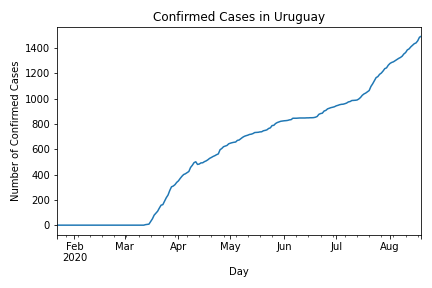 Confirmed Cases in Uruguay
Number of Confirmed Cases
1400
1200
1000
800
600
400
200
0
Feb Mar Apr May Jun Jul Aug
2020
Day